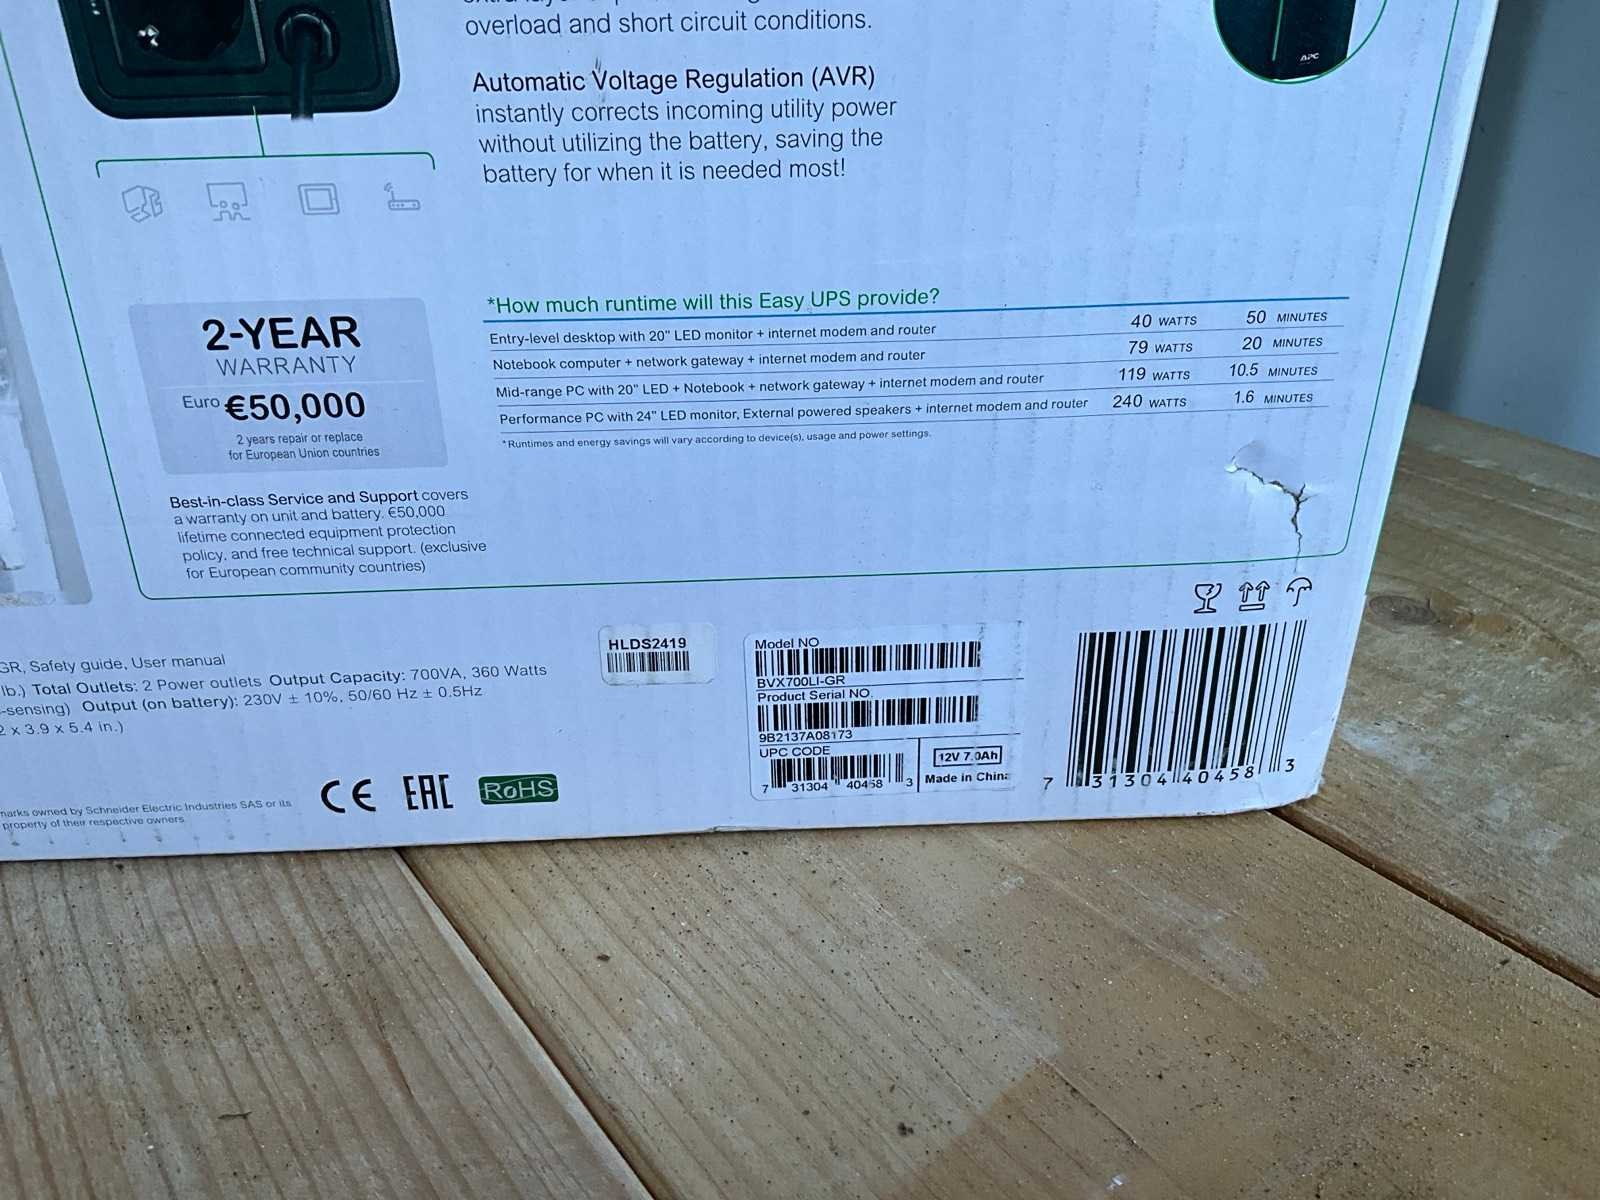 overload and short circuit conditions.
APC
Automatic Voltage Regulation (AVR)
instantly corrects incoming utility power
without utilizing the battery, saving the
battery for when it is needed most!
*How much runtime will this Easy UPS provide?
Entry-level desktop with 20" LED monitor + internet modem and router 40 WATTS 50 MINUTES
Notebook computer + network gateway + internet modem and router 79 WATTS 20 MINUTES
Mid-range PC with 20" LED + Notebook + network gateway + internet modem and router 119 WATTS 10.5 MINUTES
Performance PC with 24" LED monitor, External powered speakers + internet modem and router 240 WATTS 1.6 MINUTES
*Runtimes and energy savings will vary according to device(s), usage and power settings.
2-YEAR
WARRANTY
Euro €50,000
2 years repair or replace
for European Union countries
Best-in-class Service and Support covers
a warranty on unit and battery. €50,000
lifetime connected equipment protection
policy, and free technical support. (exclusive
for European community countries)
GR, Safety guide, User manual
lb.) Total Outlets: 2 Power outlets Output Capacity: 700VA, 360 Watts
-sensing) Output (on battery): 230V ± 10%, 50/60 Hz ± 0.5Hz
2 x 3.9 x 5.4 in.)
marks owned by Schneider Electric Industries SAS or its
property of their respective owners
CE EAC RoHS
HLDS2419
Model NO
BVX700LI-GR
Product Serial NO.
9B2137A08173
UPC CODE
7 31304 40458 3
12V 7.0Ah
Made in China
7 31304 40458 3